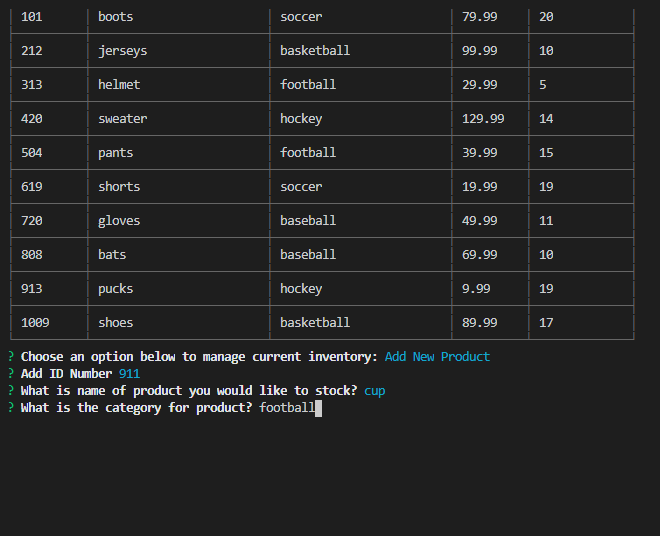 101 boots soccer 79.99 20
212 jerseys basketball 99.99 10
313 helmet football 29.99 5
420 sweater hockey 129.99 14
504 pants football 39.99 15
619 shorts soccer 19.99 19
720 gloves baseball 49.99 11
808 bats baseball 69.99 10
913 pucks hockey 9.99 19
1009 shoes basketball 89.99 17
? Choose an option below to manage current inventory: Add New Product
? Add ID Number 911
? What is name of product you would like to stock? cup
? What is the category for product? football